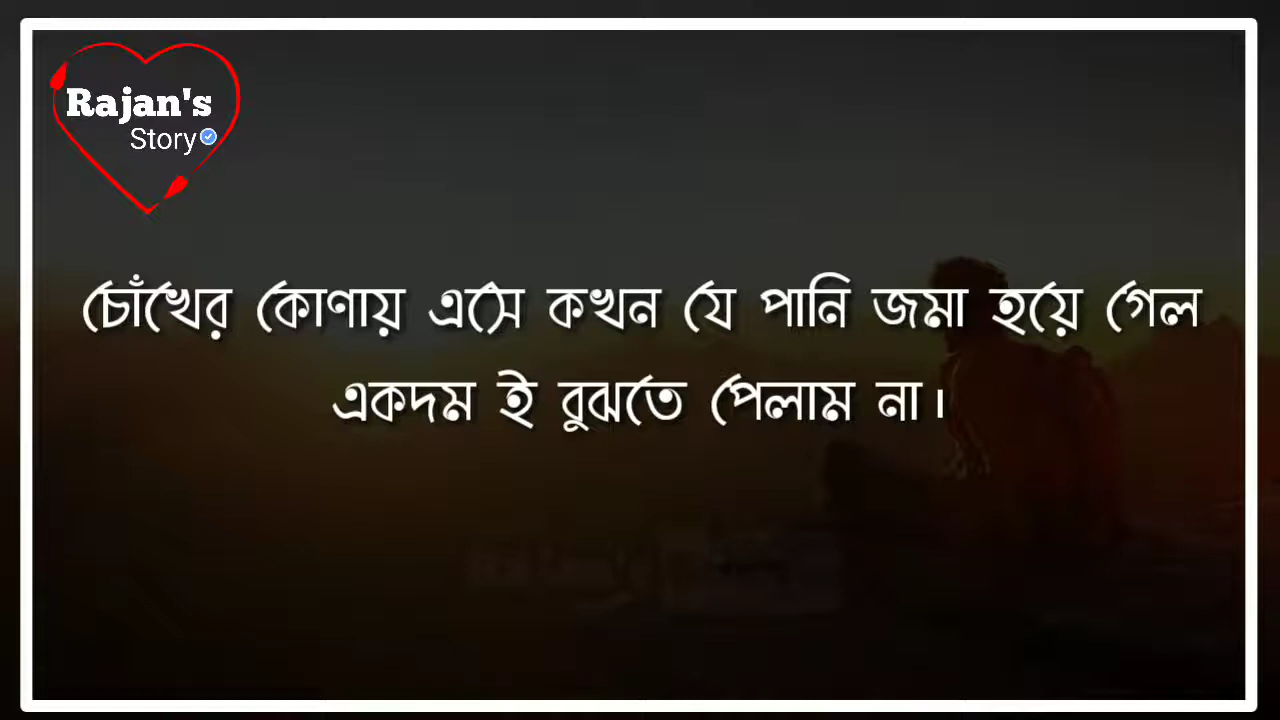 Rajan's
Story
চোঁখের কোণায় এসে কখন যে পানি জমা হয়ে গেল
একদম ই বুঝতে পেলাম না।